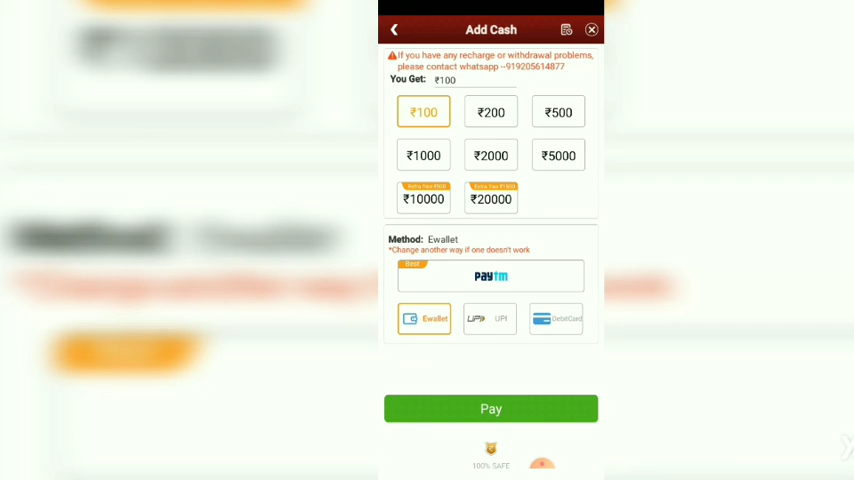 Add Cash
If you have any recharge or withdrawal problems,
please contact whatsapp --919205614877
You Get: ₹100
₹100 ₹200 ₹500
₹1000 ₹2000 ₹5000
₹10000 ₹20000
Method: Ewallet
*Change another way if one doesn't work
Best
Paytm
Ewallet UPI UPI DebitCard
Pay
100% SAFE